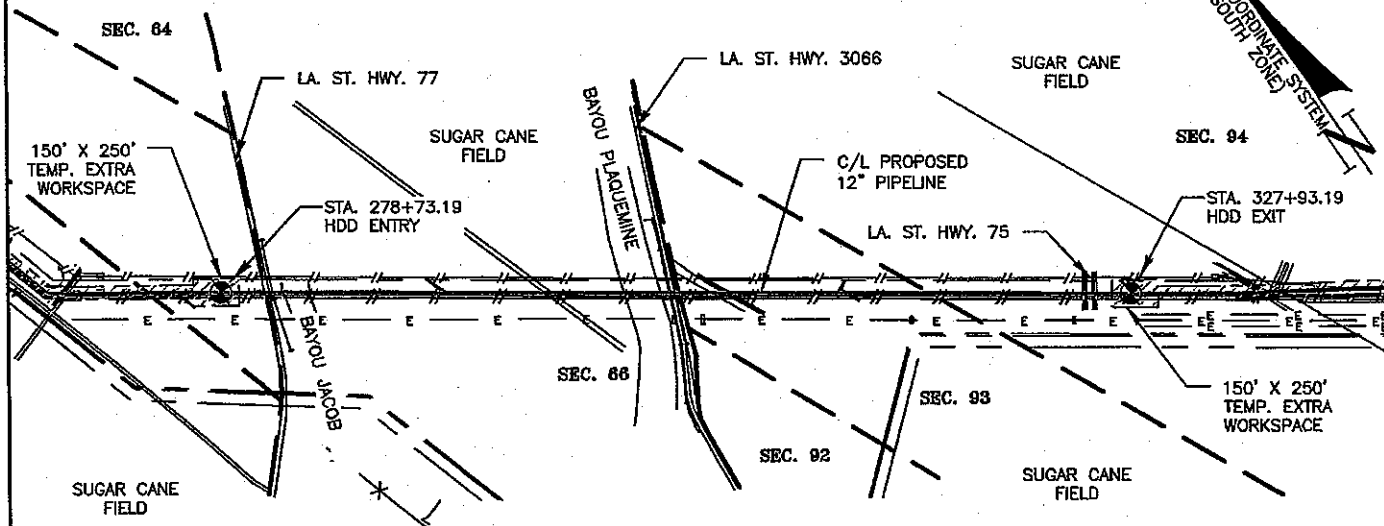 SEC. 64
LA. ST. HWY. 77
LA. ST. HWY. 3066
SUGAR CANE
FIELD
SOUTH ZONE)
COORDINATE SYSTEM
150' X 250'
TEMP. EXTRA
WORKSPACE
SUGAR CANE
FIELD
BAYOU PLAQUEMINE
SEC. 94
C/L PROPOSED
12" PIPELINE
STA. 278+73.19
HDD ENTRY
STA. 327+93.19
HDD EXIT
LA. ST. HWY. 75
E E E E E E E E E E E E E E E E
BAYOU JACOB
SEC. 66
SEC. 93
150' X 250'
TEMP. EXTRA
WORKSPACE
SEC. 92
SUGAR CANE
FIELD
SUGAR CANE
FIELD